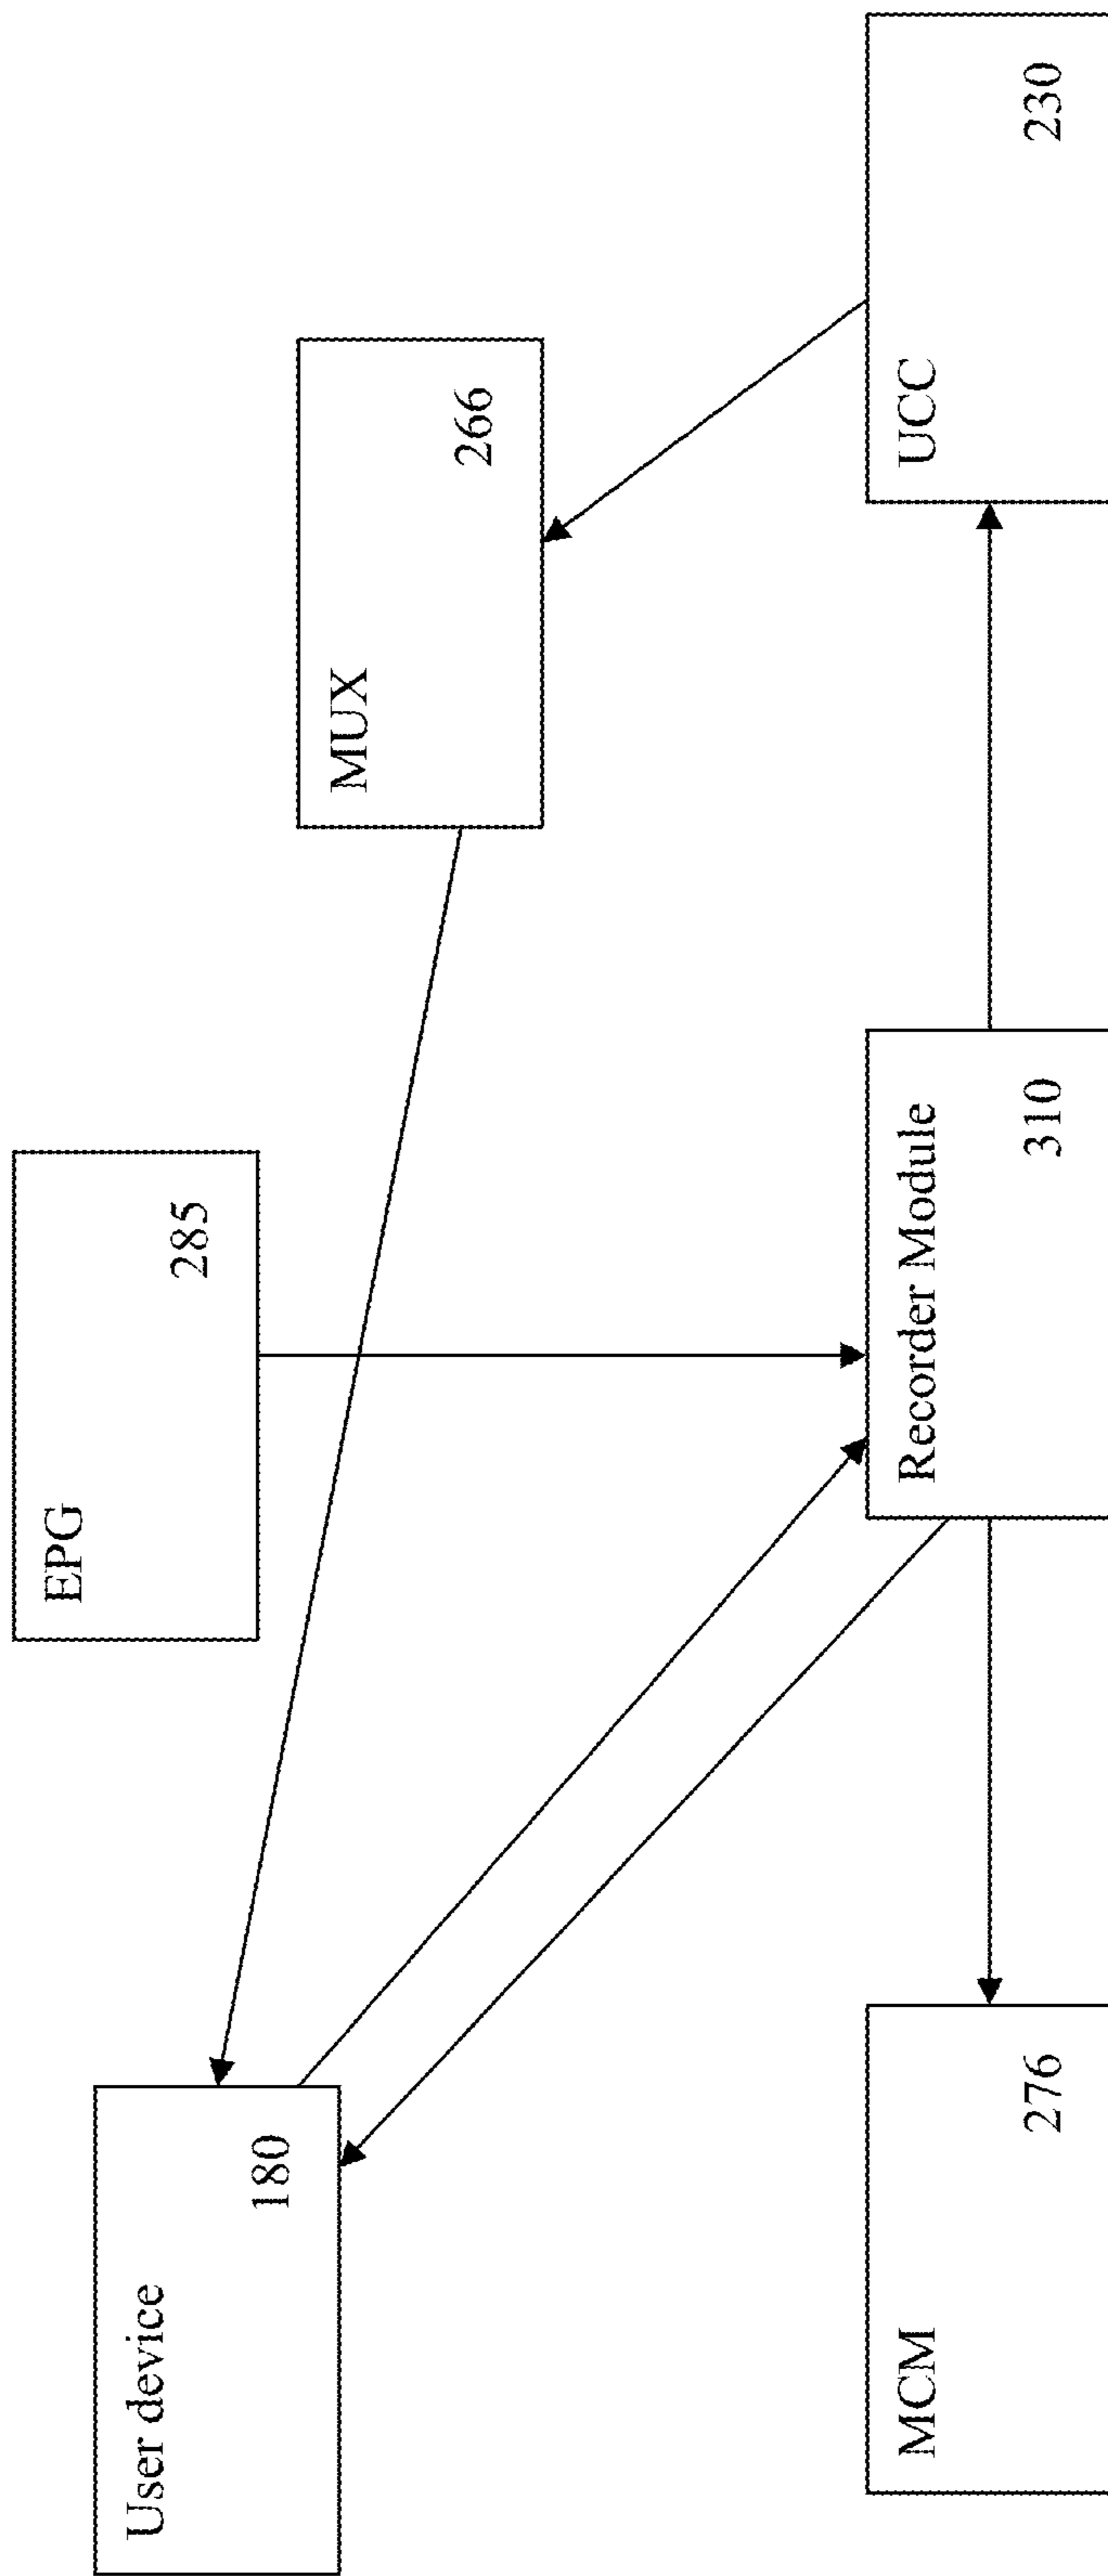 User device
180
EPG
285
MUX
266
MCM
276
Recorder Module
310
UCC
230